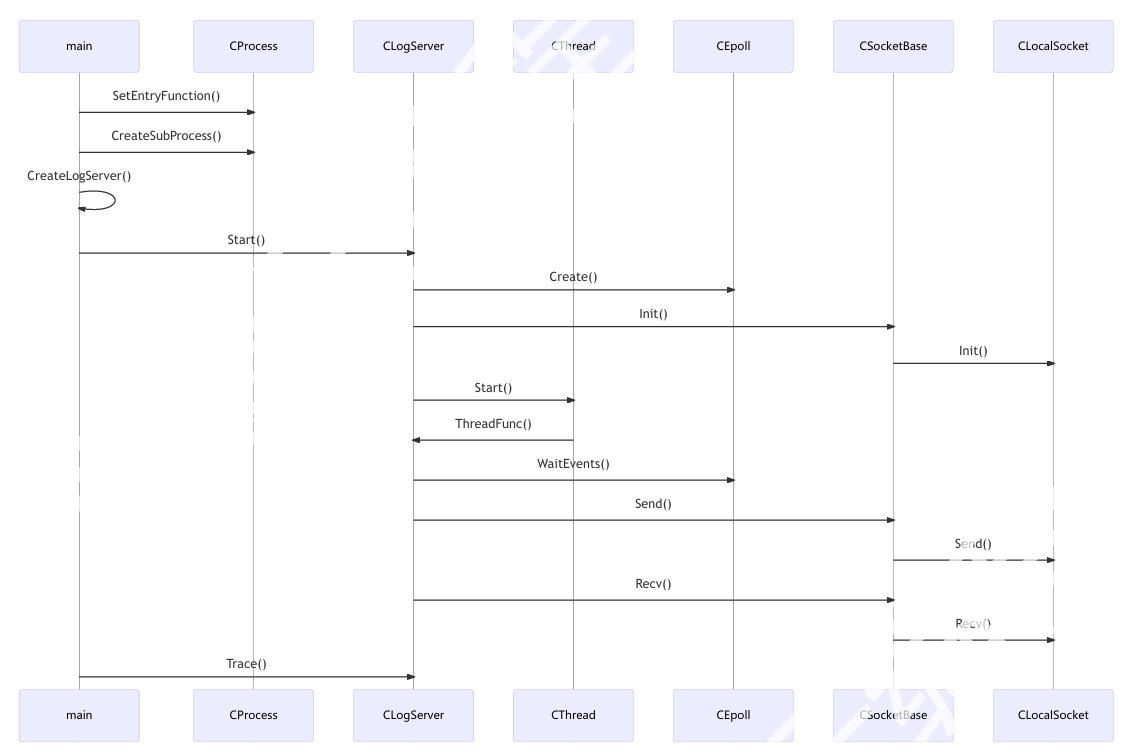 main
CProcess
CLogServer
CThread
CEpoll
CSocketBase
CLocalSocket
SetEntryFunction()
CreateSubProcess()
CreateLogServer()
Start()
Create()
Init()
Init()
Start()
ThreadFunc()
WaitEvents()
Send()
Send()
Recv()
Recv()
Trace()
main
CProcess
CLogServer
CThread
CEpoll
CSocketBase
CLocalSocket